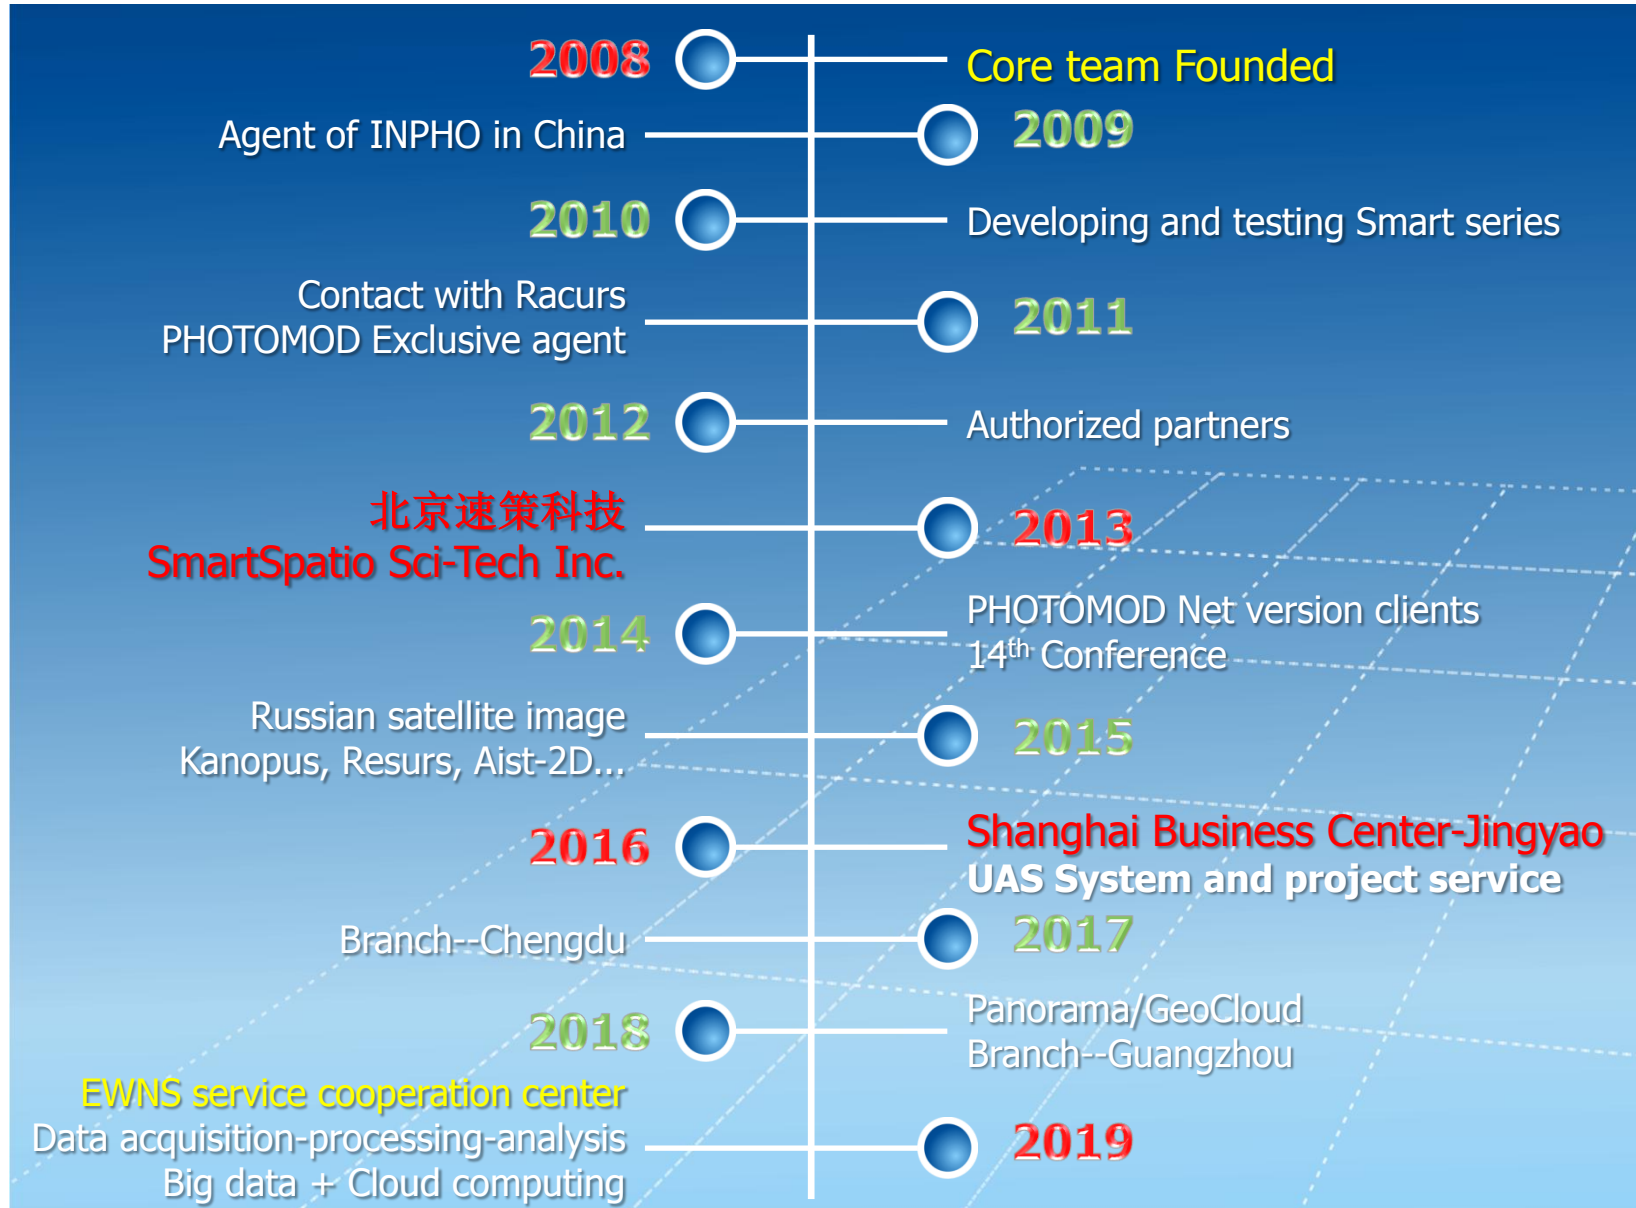 2008
Core team Founded
Agent of INPHO in China
2009
2010
Developing and testing Smart series
Contact with Racurs
PHOTOMOD Exclusive agent
2011
2012
Authorized partners
北京速策科技
SmartSpatio Sci-Tech Inc.
2013
2014
PHOTOMOD Net version clients
14th Conference
Russian satellite image
Kanopus, Resurs, Aist-2D...
2015
2016
Shanghai Business Center-Jingyao
UAS System and project service
Branch--Chengdu
2017
2018
Panorama/GeoCloud
Branch--Guangzhou
EWNS service cooperation center
Data acquisition-processing-analysis
Big data + Cloud computing
2019